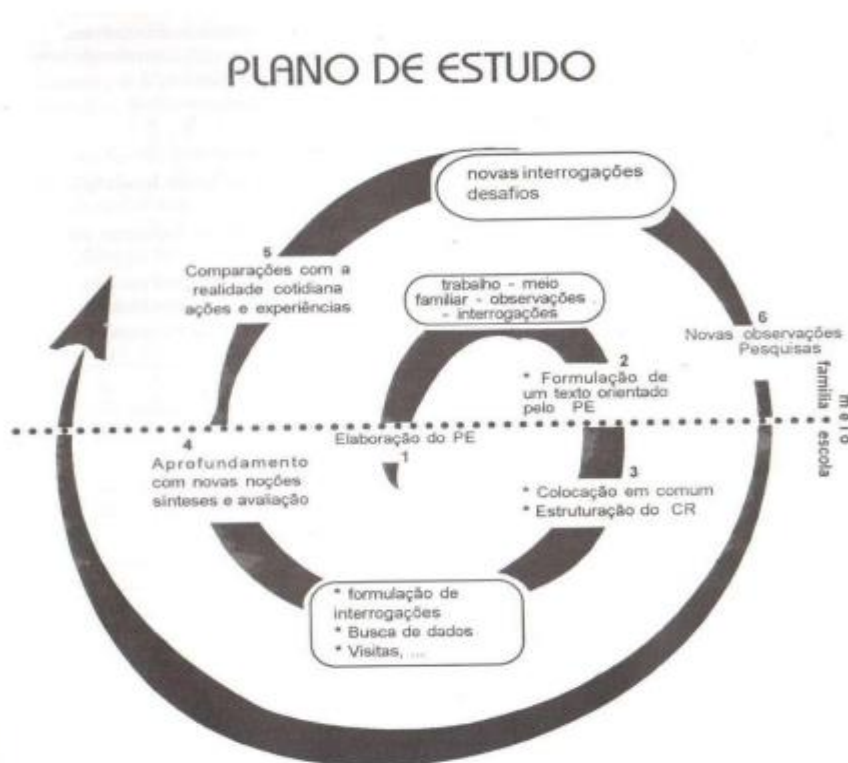 PLANO DE ESTUDO
novas interrogações
desafios
5
Comparações com a
realidade cotidiana
ações e experiências
trabalho - meio
familiar - observações .
- interrogações
6
Novas observações
Pesquisas
2
* Formulação de
um texto orientado
pelo PE
família
meio
escola
Elaboração do PE
1
4
Aprofundamento
com novas noções
sínteses e avaliação
3
* Colocação em comum
* Estruturação do CR
* formulação de
interrogações
* Busca de dados
* Visitas, ...